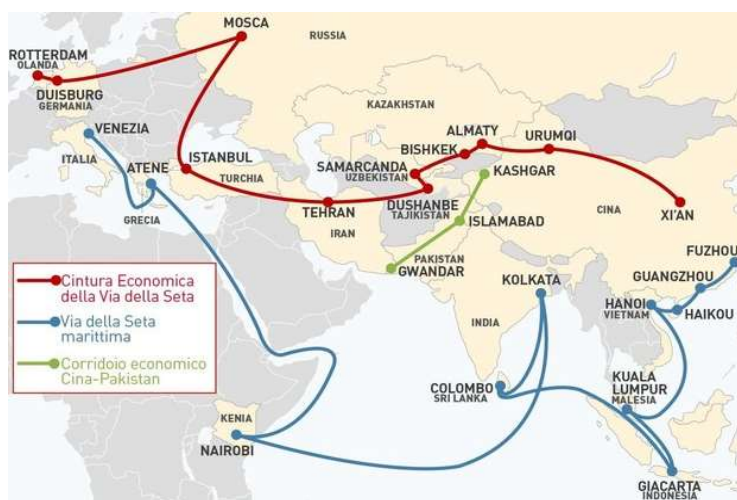 MOSCA
RUSSIA
ROTTERDAM
OLANDA
DUISBURG
GERMANIA
KAZAKHSTAN
VENEZIA
ALMATY
URUMQI
BISHKEK
ITALIA
ATENE
ISTANBUL
TURCHIA
SAMARCANDA
UZBEKISTAN
KASHGAR
DUSHANBE
TAJIKISTAN
GRECIA
TEHRAN
IRAN
ISLAMABAD
CINA
XI'AN
PAKISTAN
GWANDAR
FUZHOU
Cintura Economica
della Via della Seta
Via della Seta
marittima
Corridoio economico
Cina-Pakistan
KOLKATA
GUANGZHOU
HANOI
VIETNAM
HAIKOU
INDIA
COLOMBO
SRI LANKA
KUALA
LUMPUR
MALESIA
KENIA
NAIROBI
GIACARTA
INDONESIA